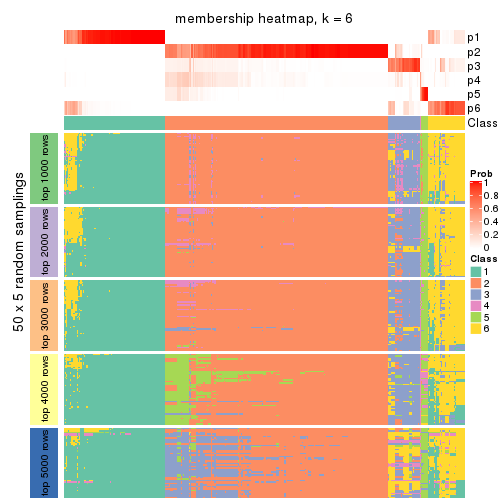 membership heatmap, k = 6
p1
p2
p3
p4
p5
p6
Class
50 x 5 random samplings
top 1000 rows
top 2000 rows
top 3000 rows
top 4000 rows
top 5000 rows
Prob
1
0.8
0.6
0.4
0.2
0
Class
1
2
3
4
5
6